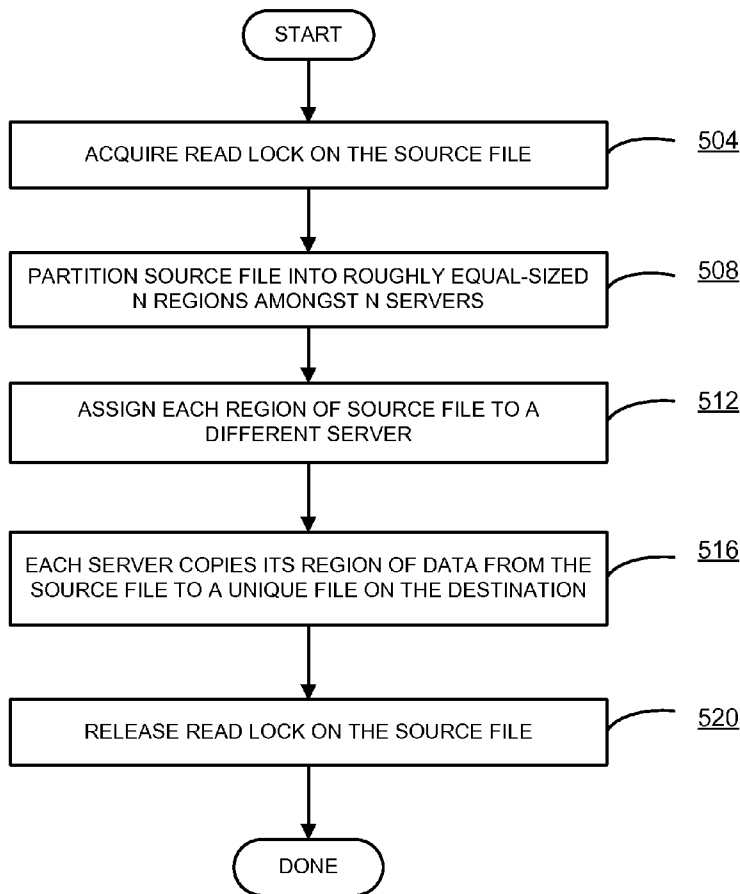 START
ACQUIRE READ LOCK ON THE SOURCE FILE
504
PARTITION SOURCE FILE INTO ROUGHLY EQUAL-SIZED
N REGIONS AMONGST N SERVERS
508
ASSIGN EACH REGION OF SOURCE FILE TO A
DIFFERENT SERVER
512
EACH SERVER COPIES ITS REGION OF DATA FROM THE
SOURCE FILE TO A UNIQUE FILE ON THE DESTINATION
516
RELEASE READ LOCK ON THE SOURCE FILE
520
DONE